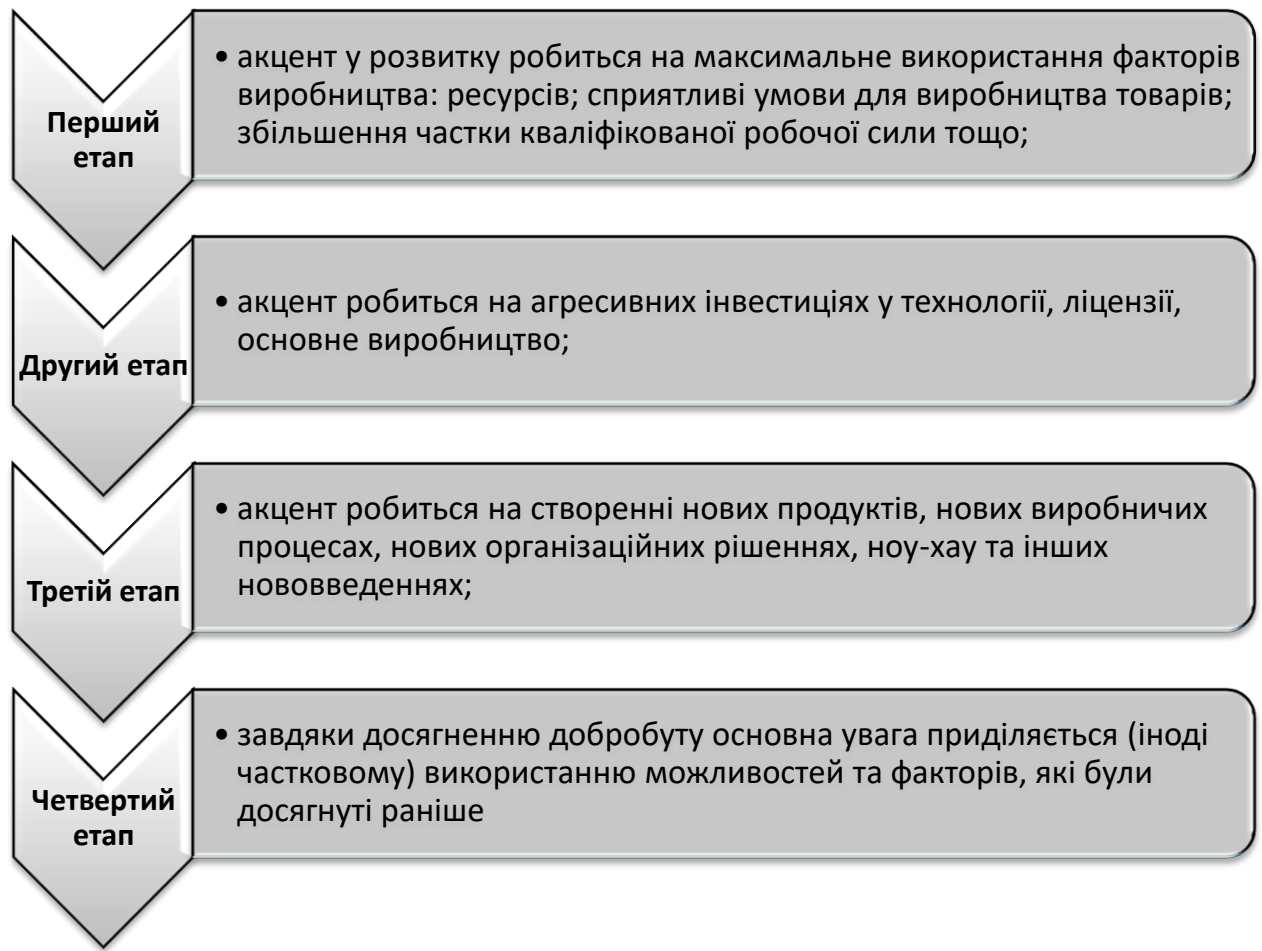 Перший
етап
• акцент у розвитку робиться на максимальне використання факторів
виробництва: ресурсів; сприятливі умови для виробництва товарів;
збільшення частки кваліфікованої робочої сили тощо;
Другий етап
• акцент робиться на агресивних інвестиціях у технології, ліцензії,
основне виробництво;
Третій етап
• акцент робиться на створенні нових продуктів, нових виробничих
процесах, нових організаційних рішеннях, ноу-хау та інших
нововведеннях;
Четвертий
етап
• завдяки досягненню добробуту основна увага приділяється (іноді
частковому) використанню можливостей та факторів, які були
досягнуті раніше